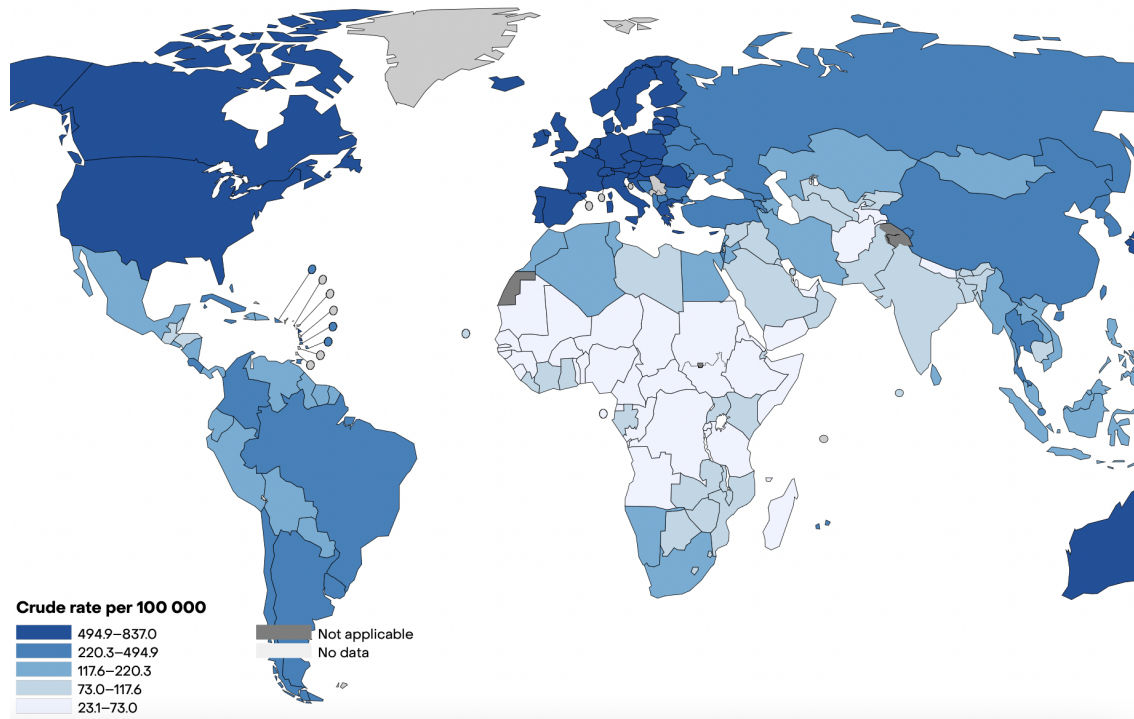 Crude rate per 100 000
494.9–837.0
220.3–494.9
117.6–220.3
73.0–117.6
23.1–73.0
Not applicable
No data